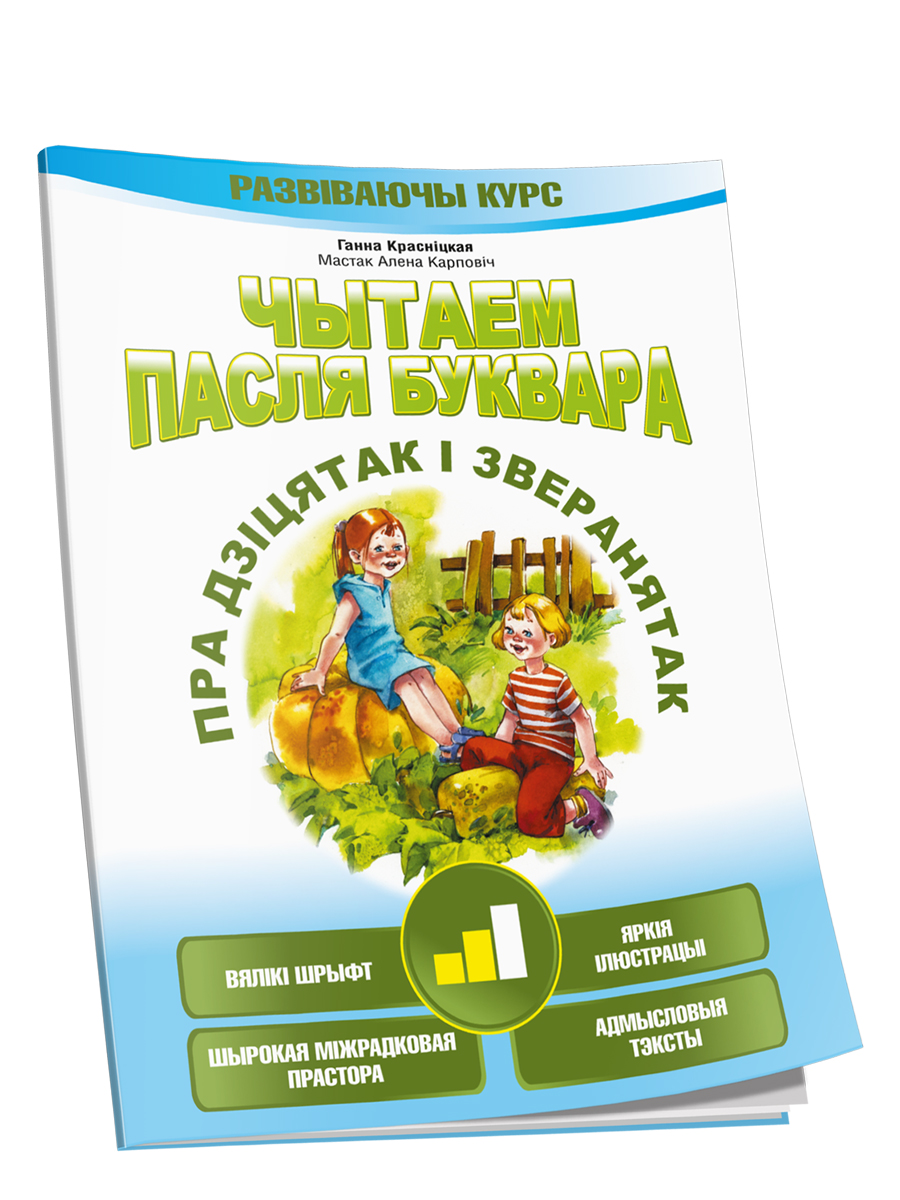 РАЗВІВАЮЧЫ КУРС
Ганна Красніцкая
Мастак Алена Карповіч
ЧЫТАЕМ
ПАСЛЯ БУКВАРА
ПРА ДЗІЦЯТАК І ЗВЕРАНЯТАК
ВЯЛІКІ ШРЫФТ
ЯРКІЯ
ІЛЮСТРАЦЫІ
ШЫРОКАЯ МІЖРАДКОВАЯ
ПРАСТОРА
АДМЫСЛОВЫЯ
ТЭКСТЫ